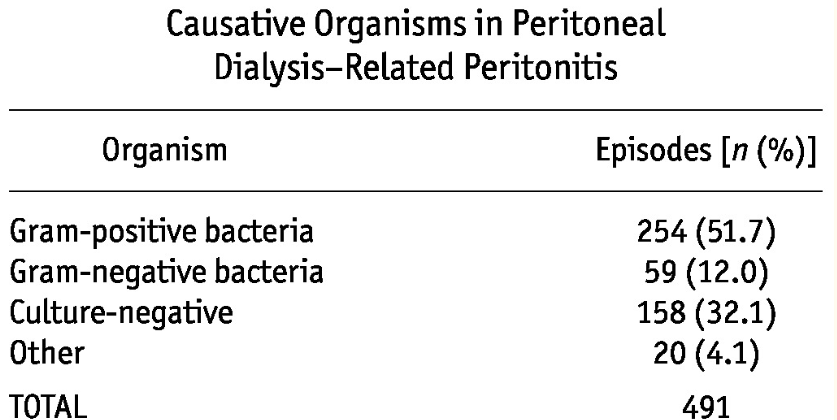 Causative Organisms in Peritoneal
Dialysis–Related Peritonitis
Organism Episodes [n (%)]
Gram-positive bacteria 254 (51.7)
Gram-negative bacteria 59 (12.0)
Culture-negative 158 (32.1)
Other 20 (4.1)
TOTAL 491